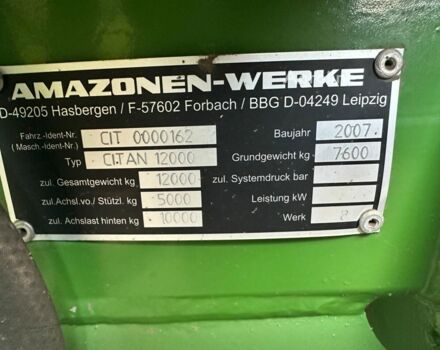 AMAZONEN-WERKE
D-49205 Hasbergen / F-57602 Forbach / BBG D-04249 Leipzig
Fahrz.-Ident-Nr. CIT 0000162 Baujahr 2007
( Masch.-Ident-Nr.)
Typ CITAN 12000 Grundgewicht kg 7600
zul. Gesamtgewicht kg 12000 zul. Systemdruck bar
zul.Achsl.vo./ Stützl. kg 5000 Leistung kW
zul. Achslast hinten kg 10000 Werk 8